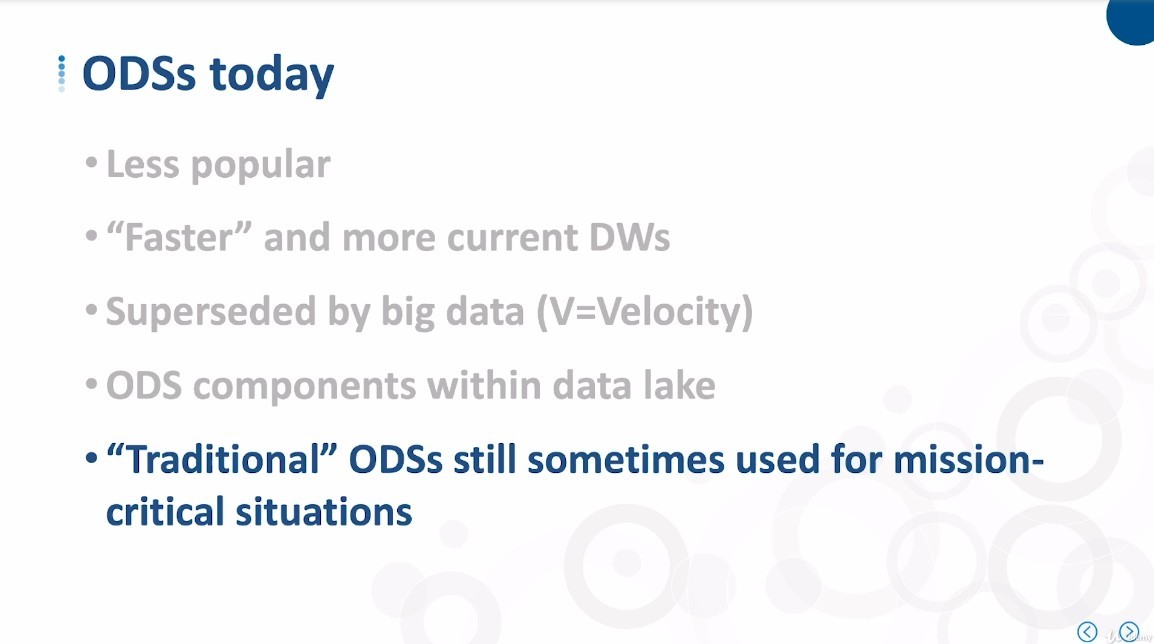 ODSs today
• Less popular
• “Faster” and more current DWs
• Superseded by big data (V=Velocity)
• ODS components within data lake
• “Traditional” ODSs still sometimes used for mission-
critical situations